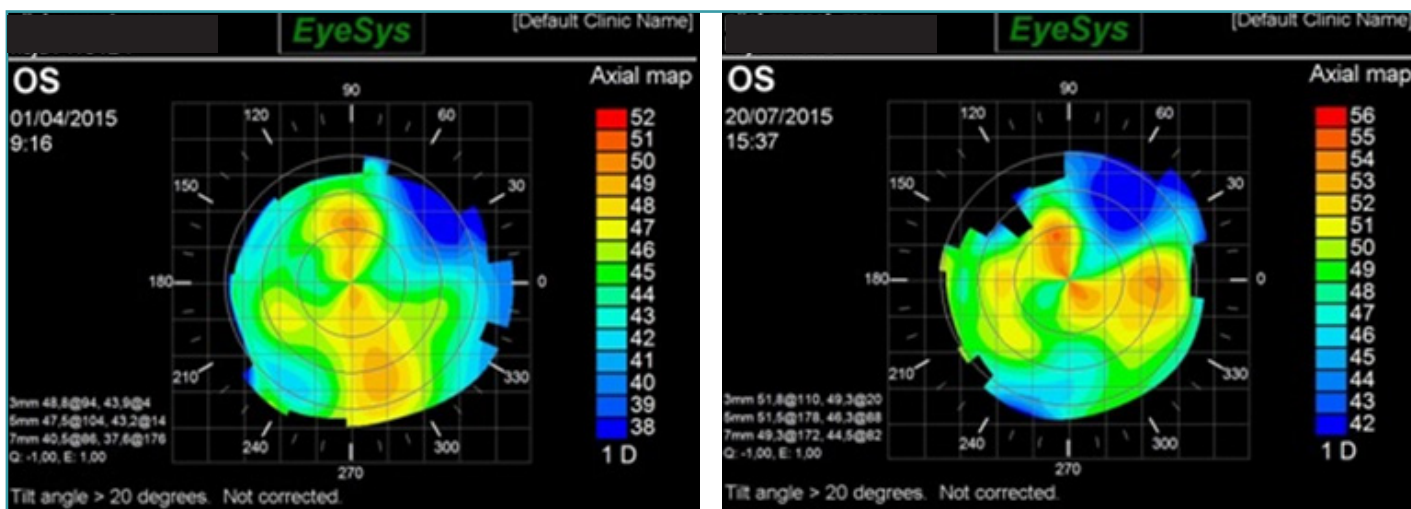 EyeSys
[Default Clinic Name]
OS
Axial map
01/04/2015
9:16
90
120
60
150
30
180
0
210
330
240
300
270
52
51
50
49
48
47
46
45
44
43
42
41
40
39
38
1 D
3mm 48,8@94, 43,9@4
5mm 47,5@104, 43,2@14
7mm 40,5@86, 37,6@176
Q: -1,00, E: 1,00
Tilt angle > 20 degrees. Not corrected.
EyeSys
[Default Clinic Name]
OS
Axial map
20/07/2015
15:37
90
120
60
150
30
180
0
210
330
240
300
270
56
55
54
53
52
51
50
49
48
47
46
45
44
43
42
1 D
3mm 51,8@110, 49,3@20
5mm 51,5@178, 46,3@88
7mm 49,3@172, 44,5@82
Q: -1,00, E: 1,00
Tilt angle > 20 degrees. Not corrected.